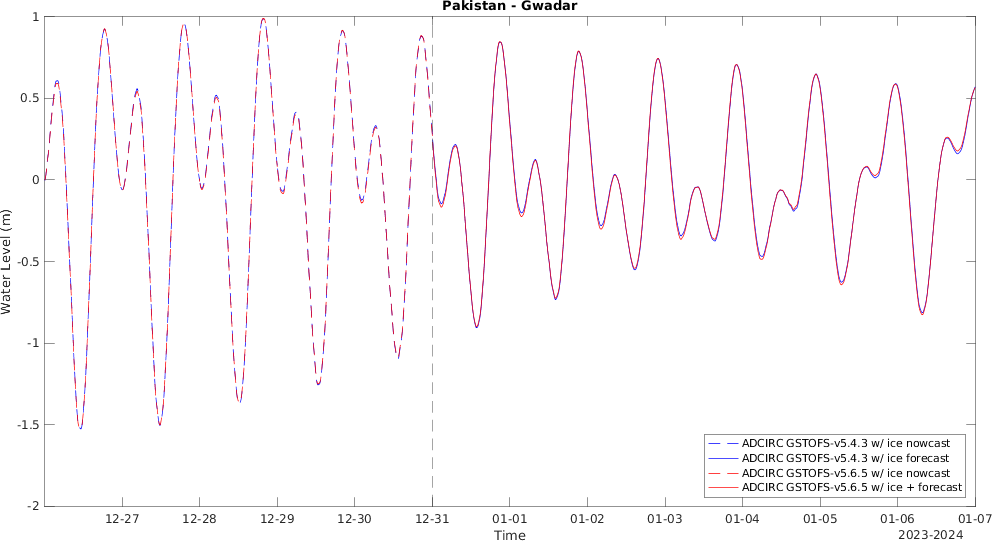 Pakistan - Gwadar
1
0.5
0
-0.5
-1
-1.5
-2
Water Level (m)
ADCIRC GSTOFS-v5.4.3 w/ ice nowcast
ADCIRC GSTOFS-v5.4.3 w/ ice forecast
ADCIRC GSTOFS-v5.6.5 w/ ice nowcast
ADCIRC GSTOFS-v5.6.5 w/ ice + forecast
12-27 12-28 12-29 12-30 12-31 01-01 01-02 01-03 01-04 01-05 01-06 01-07
Time
2023-2024